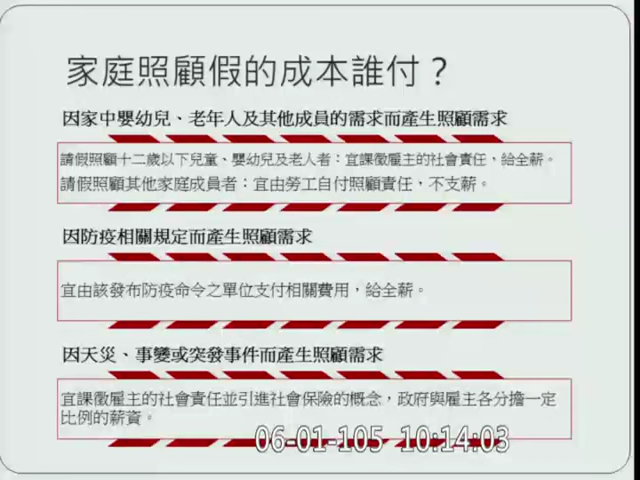 家庭照顧假的成本誰付？
因家中嬰幼兒、老年人及其他成員的需求而產生照顧需求
請假照顧十二歲以下兒童、嬰幼兒及老人者：宜課徵雇主的社會責任，給全薪。
請假照顧其他家庭成員者：宜由勞工自付照顧責任，不支薪。
因防疫相關規定而產生照顧需求
宜由該發布防疫命令之單位支付相關費用，給全薪。
因天災、事變或突發事件而產生照顧需求
宜課徵雇主的社會責任並引進社會保險的概念，政府與雇主各分擔一定
比例的薪資。
06-01-105 10:14:03